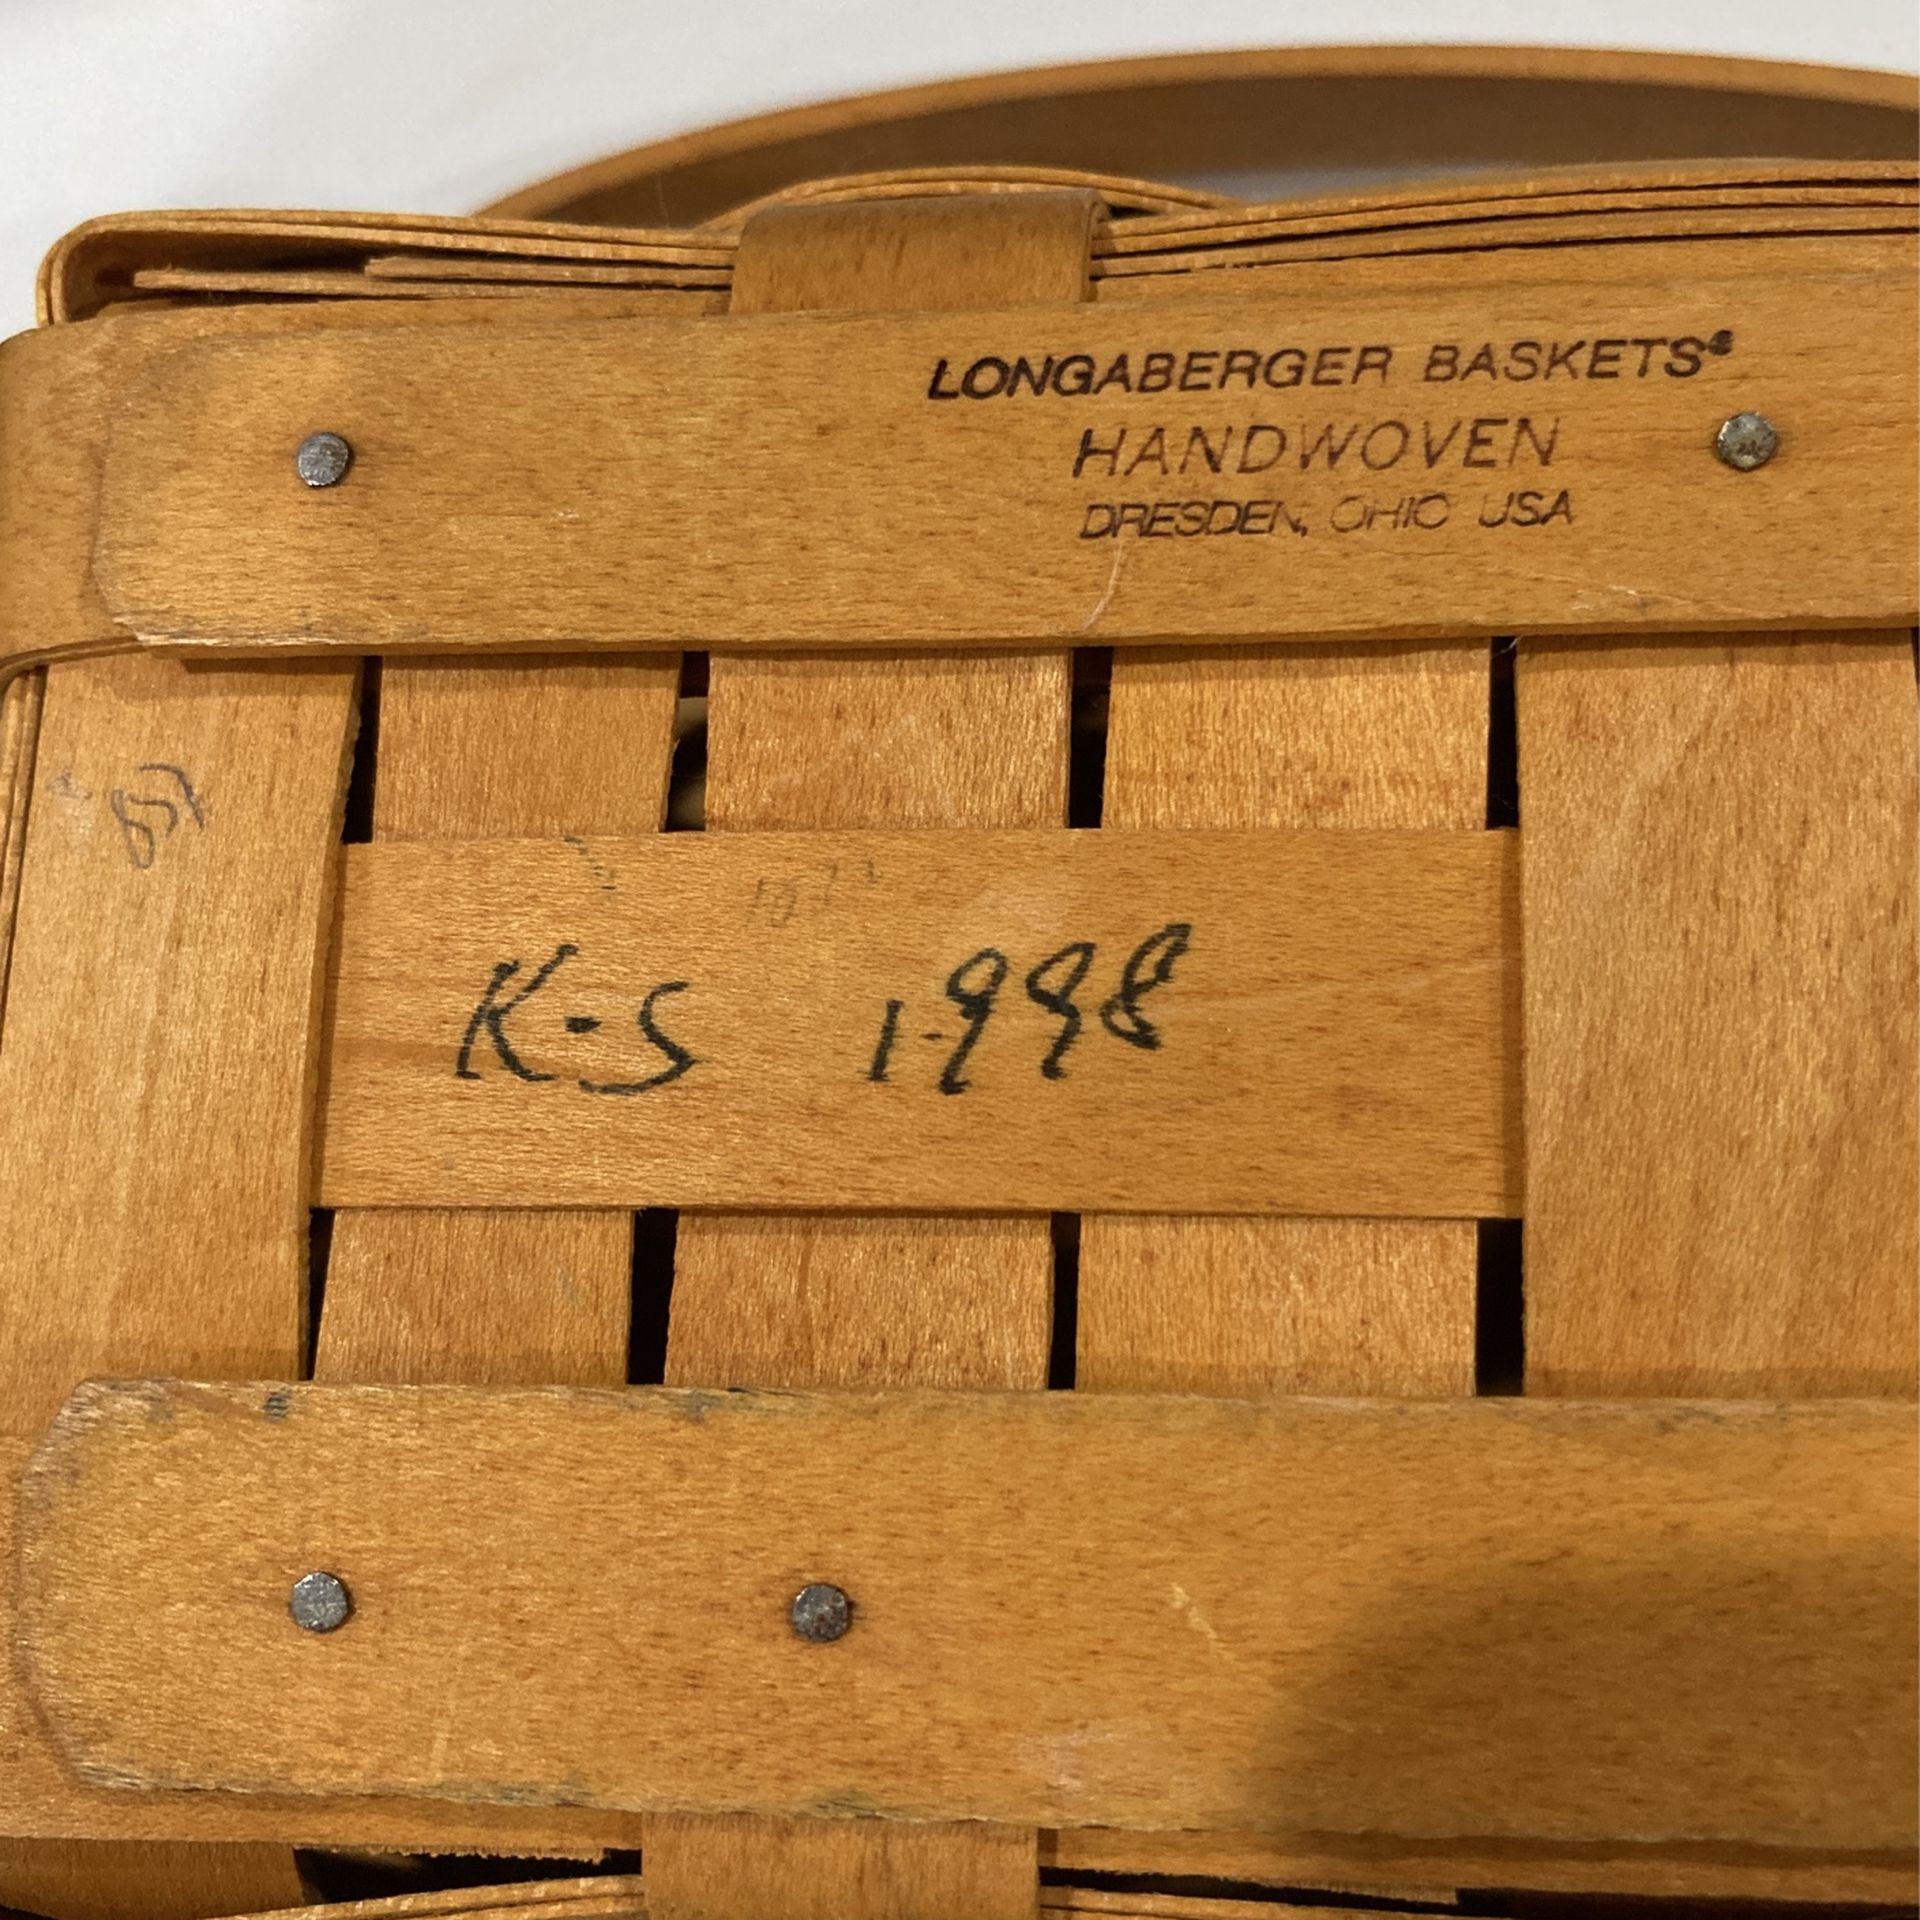 LONGABERGER BASKETS®
HANDWOVEN
DRESDEN, OHIO USA
K-S 1998